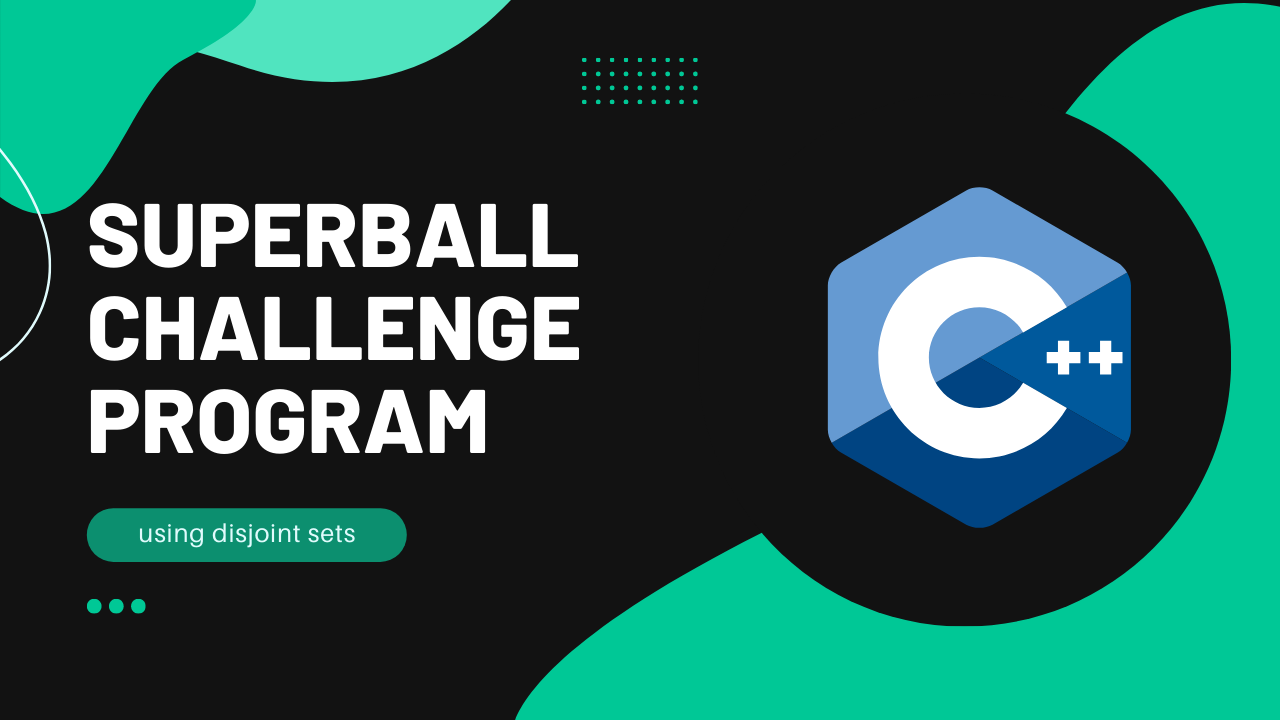 SUPERBALL
CHALLENGE
PROGRAM
using disjoint sets
C++